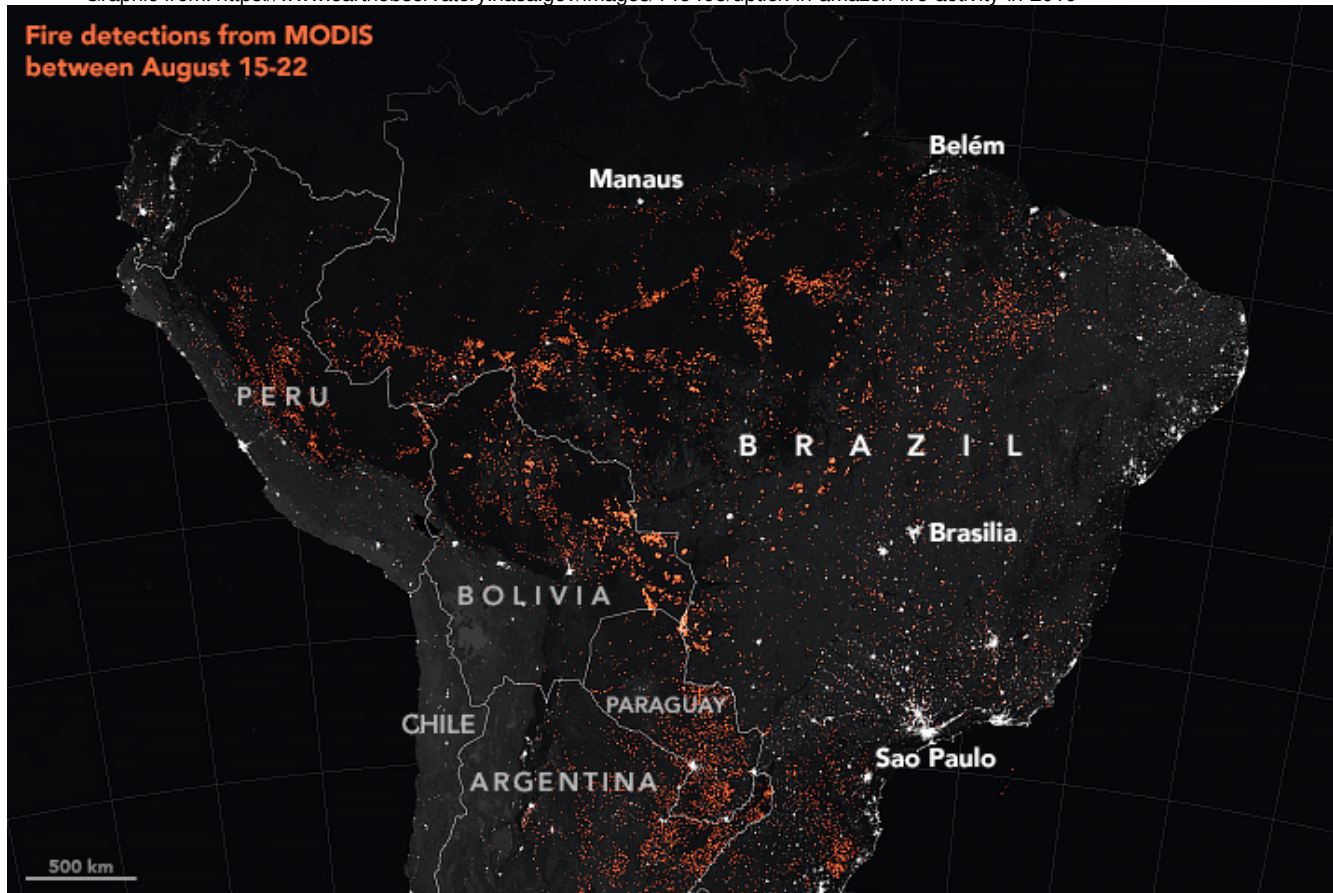 Fire detections from MODIS
between August 15-22
Belém
Manaus
PERU
BRAZIL
Brasilia
BOLIVIA
PARAGUAY
CHILE
Sao Paulo
ARGENTINA
500 km